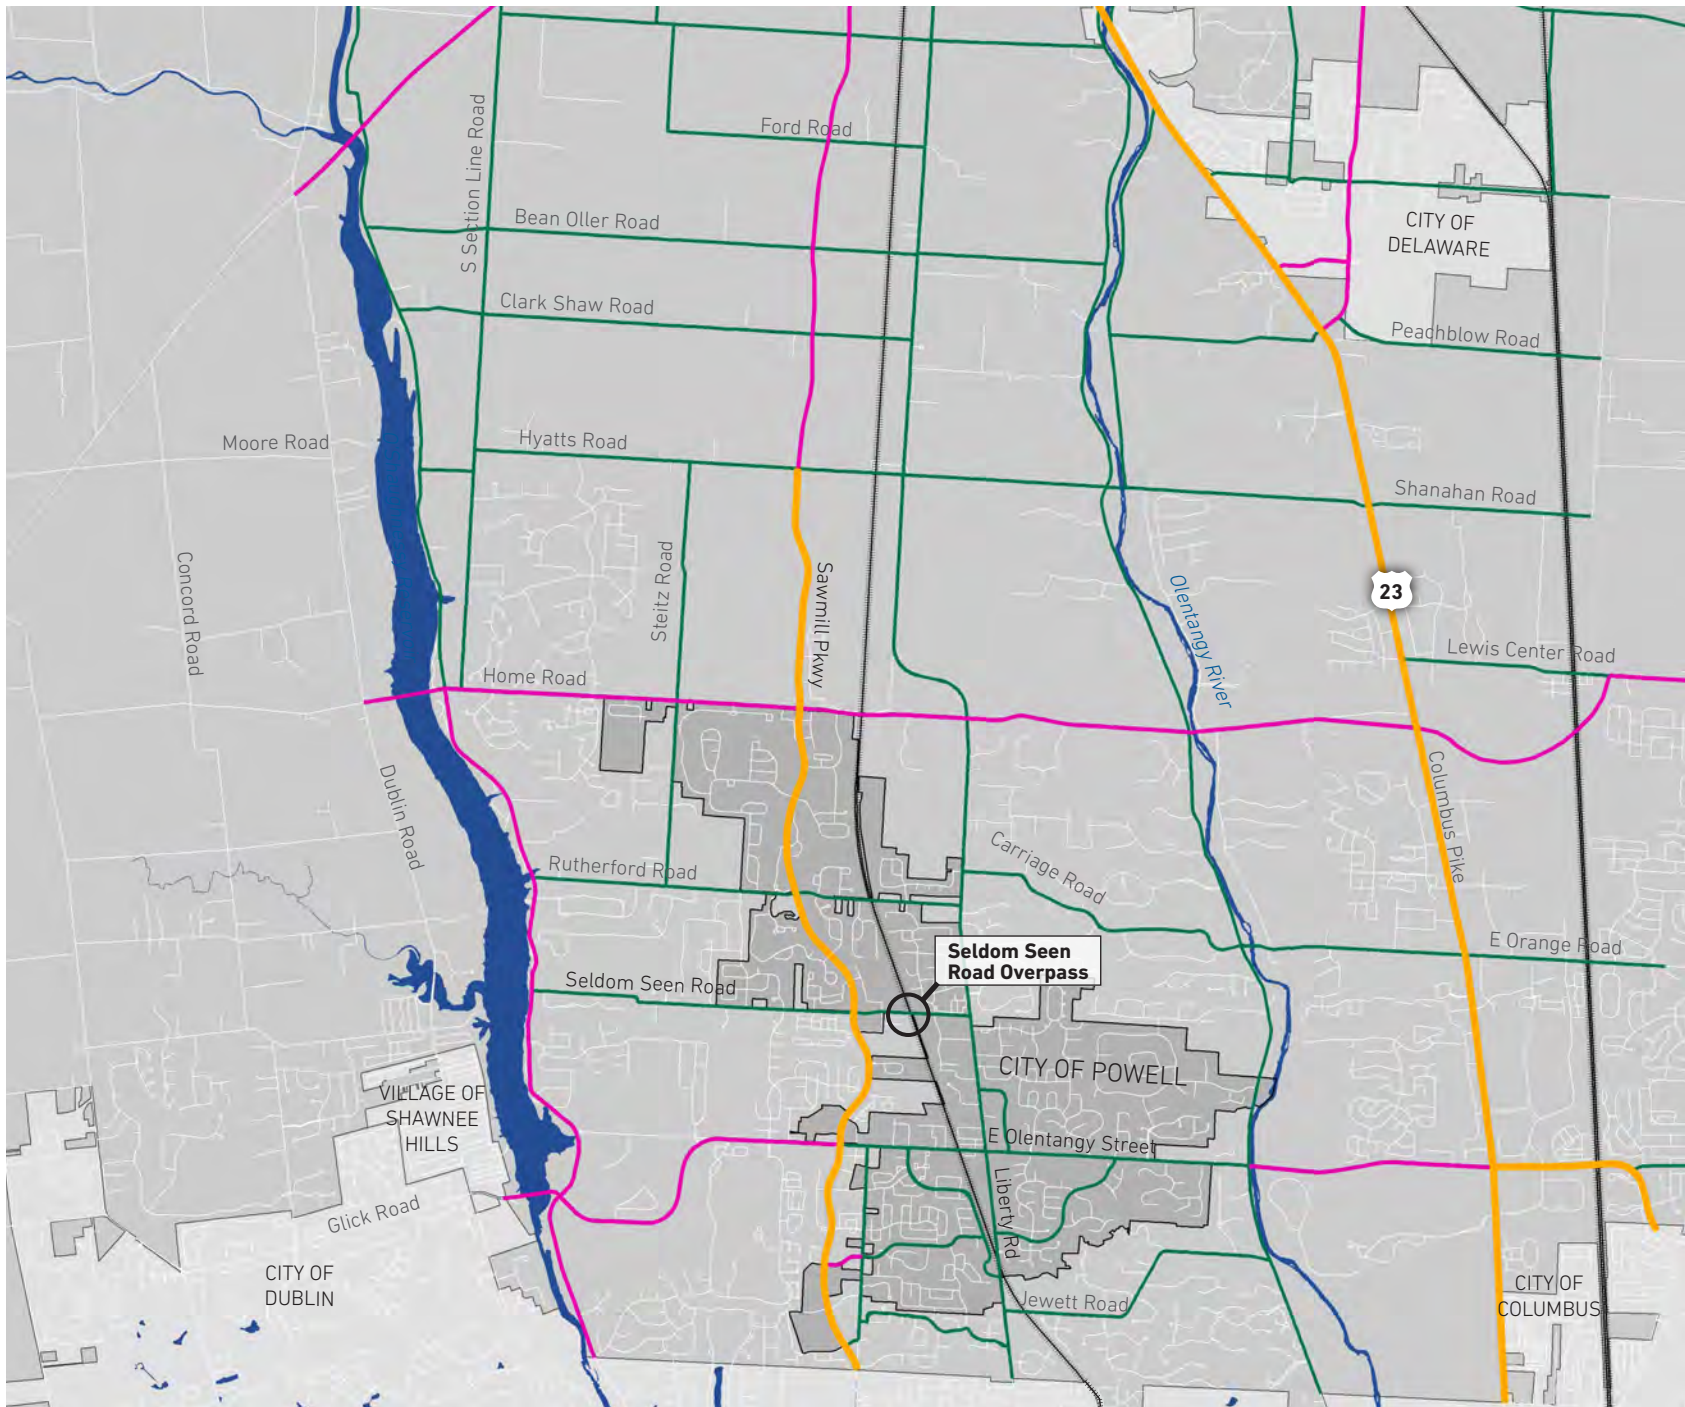 Ford Road
S Section Line Road
Bean Oller Road
CITY OF
DELAWARE
Clark Shaw Road
Peachblow Road
Moore Road
Hyatts Road
Shanahan Road
Concord Road
Steitz Road
Sawmill Pkwy
Olentangy River
23
Lewis Center Road
Home Road
Dublin Road
Columbus Pike
Rutherford Road
Carriage Road
E Orange Road
Seldom Seen
Road Overpass
Seldom Seen Road
CITY OF POWELL
VILLAGE OF
SHAWNEE
HILLS
E Olentangy Street
Liberty Rd
Glick Road
CITY OF
DUBLIN
Jewett Road
CITY OF
COLUMBUS